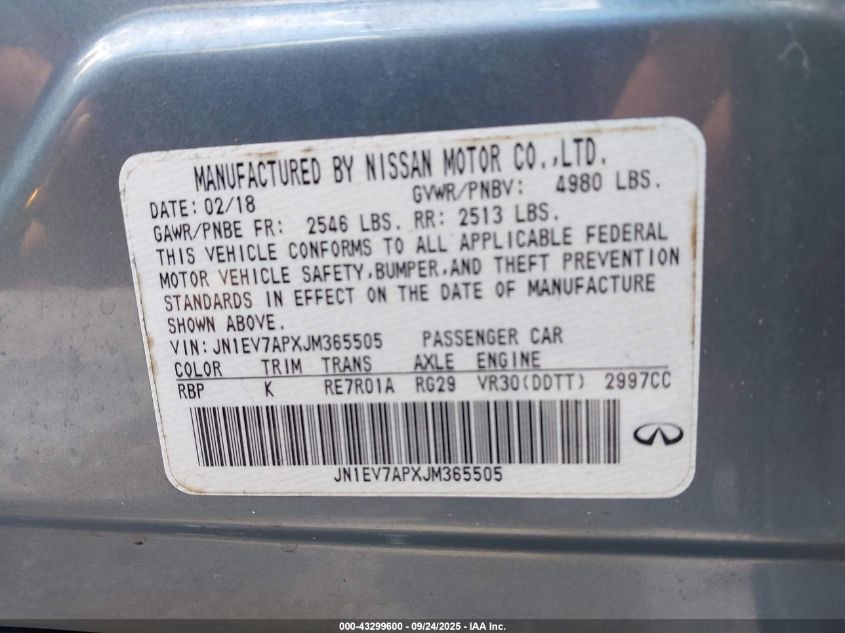 MANUFACTURED BY NISSAN MOTOR CO.,LTD.
DATE: 02/18 GVWR/PNBV: 4980 LBS.
GAWR/PNBE FR: 2546 LBS. RR: 2513 LBS.
THIS VEHICLE CONFORMS TO ALL APPLICABLE FEDERAL
MOTOR VEHICLE SAFETY,BUMPER,AND THEFT PREVENTION
STANDARDS IN EFFECT ON THE DATE OF MANUFACTURE
SHOWN ABOVE.
VIN: JN1EV7APXJM365505 PASSENGER CAR
COLOR TRIM TRANS AXLE ENGINE
RBP K RE7R01A RG29 VR30(DDTT) 2997CC
JN1EV7APXJM365505
000-43299600 - 09/24/2025 - IAA Inc.